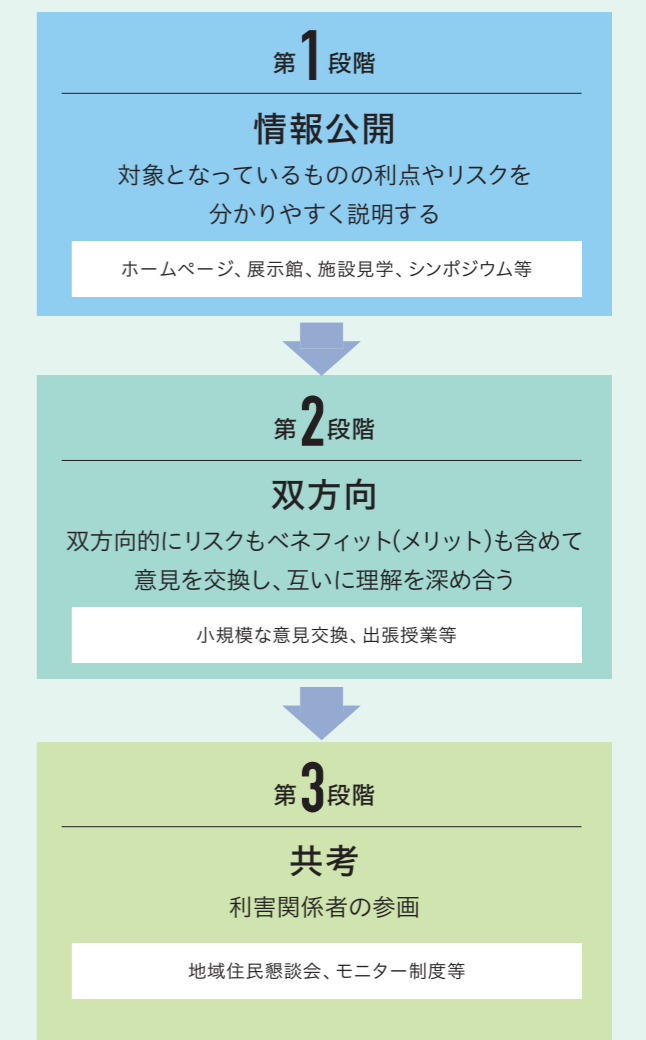 第1段階
情報公開
対象となっているものの利点やリスクを
分かりやすく説明する
ホームページ、展示館、施設見学、シンポジウム等
第2段階
双方向
双方向的にリスクもベネフィット(メリット)も含めて
意見を交換し、互いに理解を深め合う
小規模な意見交換、出張授業等
第3段階
共考
利害関係者の参画
地域住民懇談会、モニター制度等